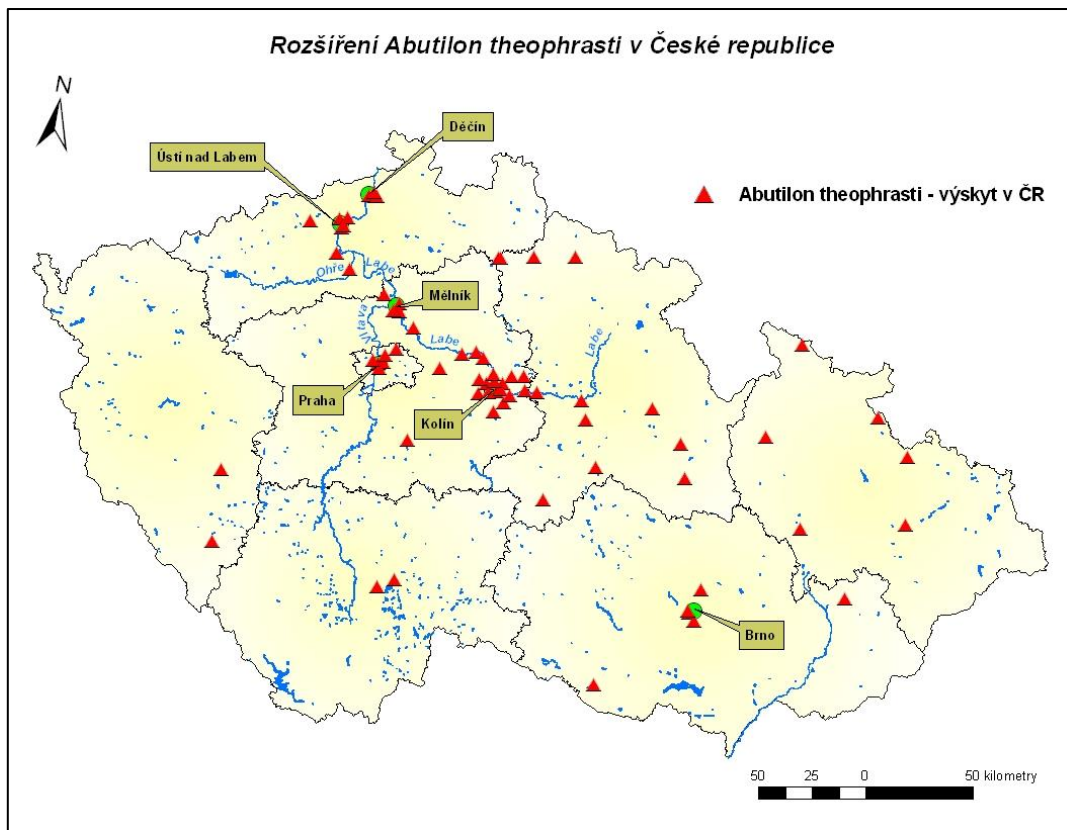 Rozšíření Abutilon theophrasti v České republice
N
Děčín
Ústí nad Labem
Abutilon theophrasti - výskyt v ČR
Ohře
Labe
Mělník
Vltava
Labe
Labe
Praha
Kolín
Brno
50 25 0 50 kilometry